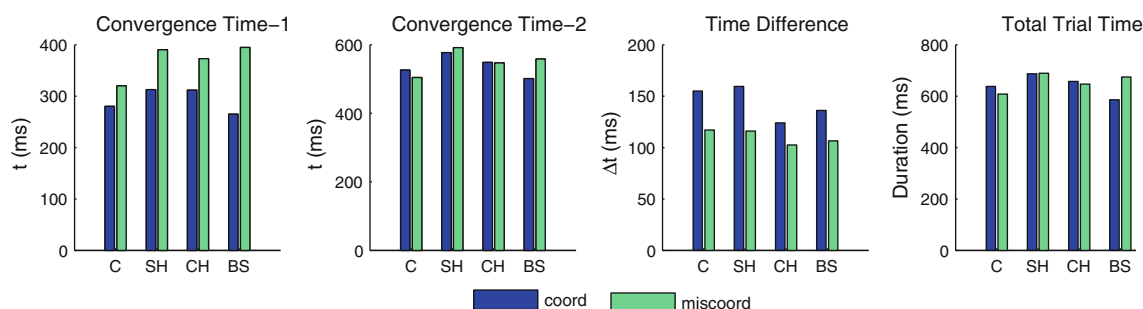 Convergence Time−1
t (ms)
400
300
200
100
0
C SH CH BS
Convergence Time−2
t (ms)
600
400
200
0
C SH CH BS
Time Difference
Δt (ms)
200
150
100
50
0
C SH CH BS
Total Trial Time
Duration (ms)
800
600
400
200
0
C SH CH BS
coord miscoord